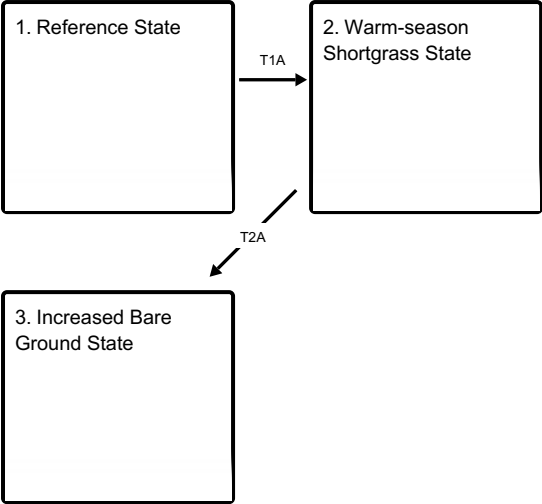 1. Reference State
T1A
2. Warm-season
Shortgrass State
T2A
3. Increased Bare
Ground State